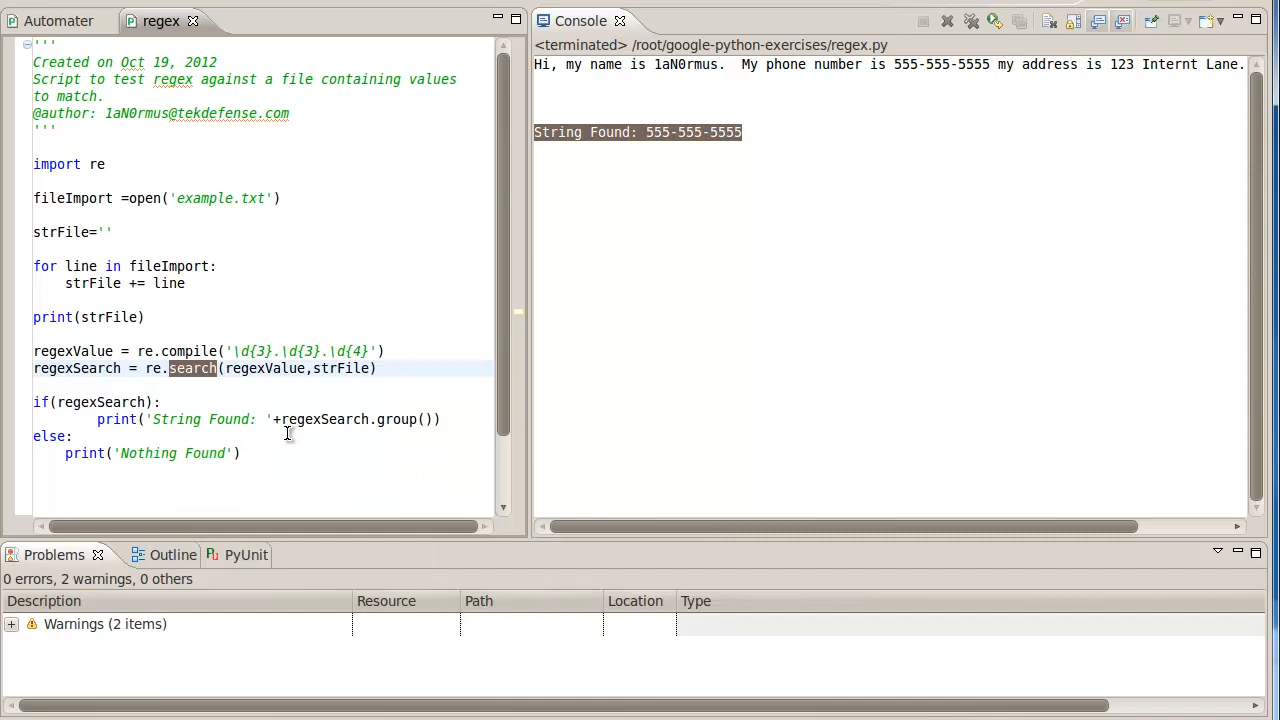 Automater
regex
'''
Created on Oct 19, 2012
Script to test regex against a file containing values
to match.
@author: 1aN0rmus@tekdefense.com
'''
import re
fileImport =open('example.txt')
strFile=''
for line in fileImport:
    strFile += line
print(strFile)
regexValue = re.compile('\d{3}.\d{3}.\d{4}')
regexSearch = re.search(regexValue,strFile)
if(regexSearch):
        print('String Found: '+regexSearch.group())
else:
    print('Nothing Found')
Console
<terminated> /root/google-python-exercises/regex.py
Hi, my name is 1aN0rmus.  My phone number is 555-555-5555 my address is 123 Internt Lane.
String Found: 555-555-5555
Problems
Outline
PyUnit
0 errors, 2 warnings, 0 others
Description Resource Path Location Type
Warnings (2 items)